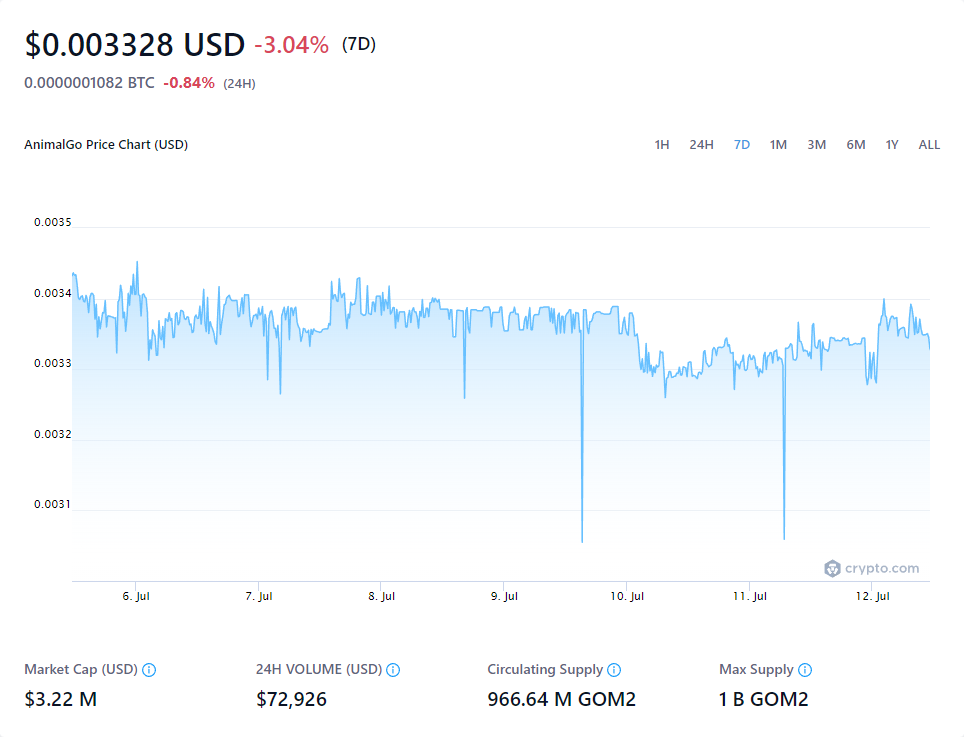 $0.003328 USD -3.04% (7D)
0.0000001082 BTC -0.84% (24H)
AnimalGo Price Chart (USD) 1H 24H 7D 1M 3M 6M 1Y ALL
0.0035
0.0034
0.0033
0.0032
0.0031
crypto.com
6. Jul 7. Jul 8. Jul 9. Jul 10. Jul 11. Jul 12. Jul
Market Cap (USD) 24H VOLUME (USD) Circulating Supply Max Supply
$3.22 M $72,926 966.64 M GOM2 1 B GOM2